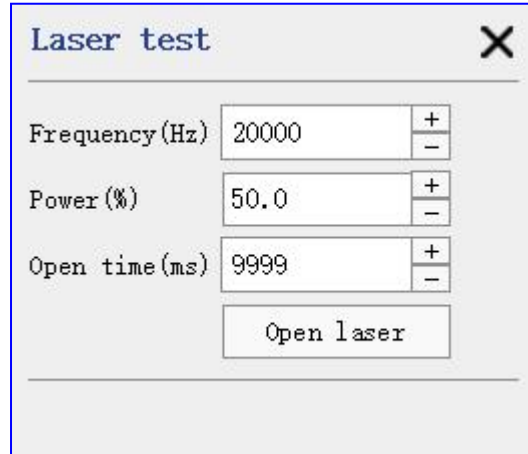 Laser test
Frequency(Hz) 20000
Power(%) 50.0
Open time(ms) 9999
Open laser